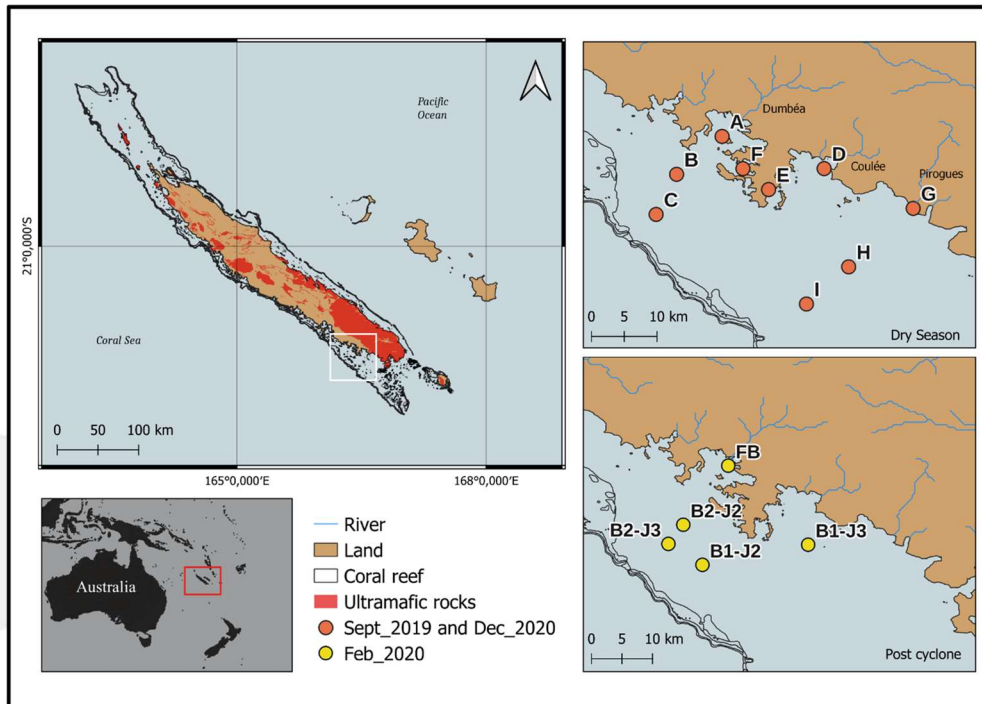 Pacific
Ocean
21°0,000'S
Coral Sea
0 50 100 km
165°0,000'E
168°0,000'E
Australia
River
Land
Coral reef
Ultramafic rocks
Sept_2019 and Dec_2020
Feb_2020
Dumbéa
A
B
F
D
Coulée
E
Pirogues
C
G
H
I
0 5 10 km
Dry Season
FB
B2-J2
B2-J3
B1-J3
B1-J2
0 5 10 km
Post cyclone